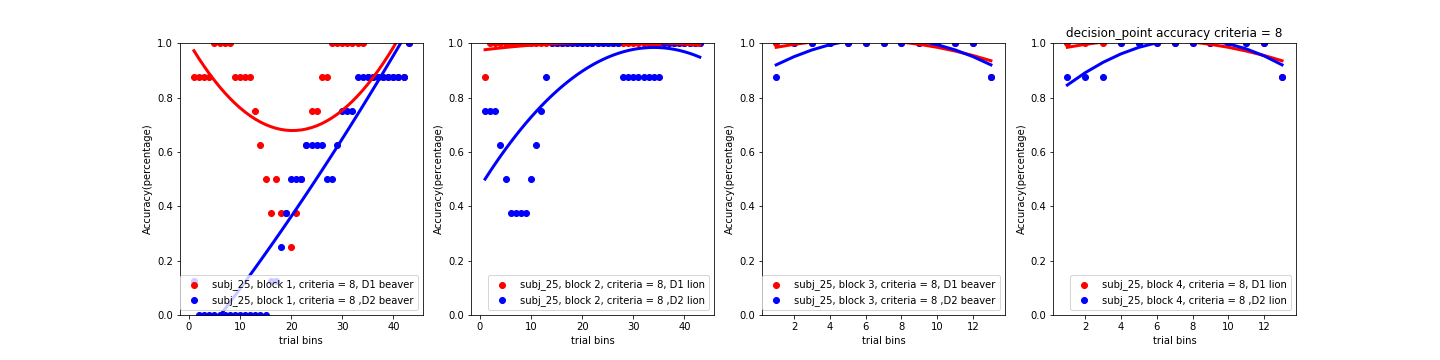 decision_point accuracy criteria = 8
1.0
0.8
0.6
0.4
0.2
0.0
Accuracy(percentage)
subj_25, block 1, criteria = 8, D1 beaver
subj_25, block 1, criteria = 8 ,D2 beaver
0 10 20 30 40
trial bins
1.0
0.8
0.6
0.4
0.2
0.0
Accuracy(percentage)
subj_25, block 2, criteria = 8, D1 lion
subj_25, block 2, criteria = 8 ,D2 lion
0 10 20 30 40
trial bins
1.0
0.8
0.6
0.4
0.2
0.0
Accuracy(percentage)
subj_25, block 3, criteria = 8, D1 beaver
subj_25, block 3, criteria = 8 ,D2 beaver
2 4 6 8 10 12
trial bins
1.0
0.8
0.6
0.4
0.2
0.0
Accuracy(percentage)
subj_25, block 4, criteria = 8, D1 lion
subj_25, block 4, criteria = 8 ,D2 lion
2 4 6 8 10 12
trial bins